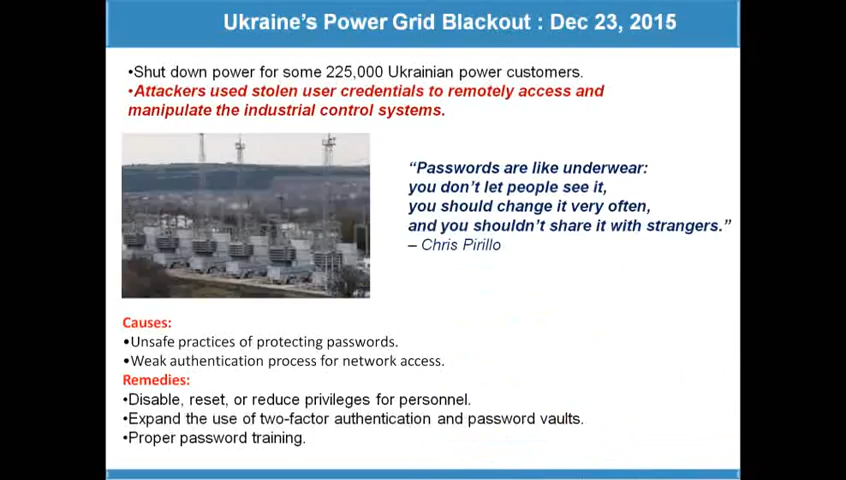 Ukraine's Power Grid Blackout : Dec 23, 2015
•Shut down power for some 225,000 Ukrainian power customers.
•Attackers used stolen user credentials to remotely access and
manipulate the industrial control systems.
“Passwords are like underwear:
you don't let people see it,
you should change it very often,
and you shouldn't share it with strangers.”
– Chris Pirillo
Causes:
•Unsafe practices of protecting passwords.
•Weak authentication process for network access.
Remedies:
•Disable, reset, or reduce privileges for personnel.
•Expand the use of two-factor authentication and password vaults.
•Proper password training.